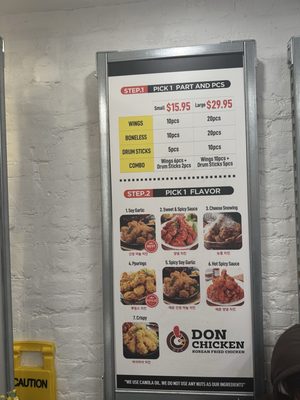 STEP.1 PICK 1 PART AND PCS
Small $15.95 Large $29.95
WINGS 10pcs 20pcs
BONELESS 10pcs 20pcs
DRUM STICKS 5pcs 10pcs
COMBO Wings 6pcs + Drum Sticks 2pcs Wings 10pcs + Drum Sticks 5pcs
STEP.2 PICK 1 FLAVOR
1. Soy Garlic 2. Sweet & Spicy Sauce 3. Cheese Snowing
4. Ppuringx 5. Spicy Soy Garlic 6. Hot Spicy Sauce
7. Crispy
DON
CHICKEN
KOREAN FRIED CHICKEN
"WE USE CANOLA OIL. WE DO NOT USE ANY NUTS AS OUR INGREDIENTS"
CAUTION